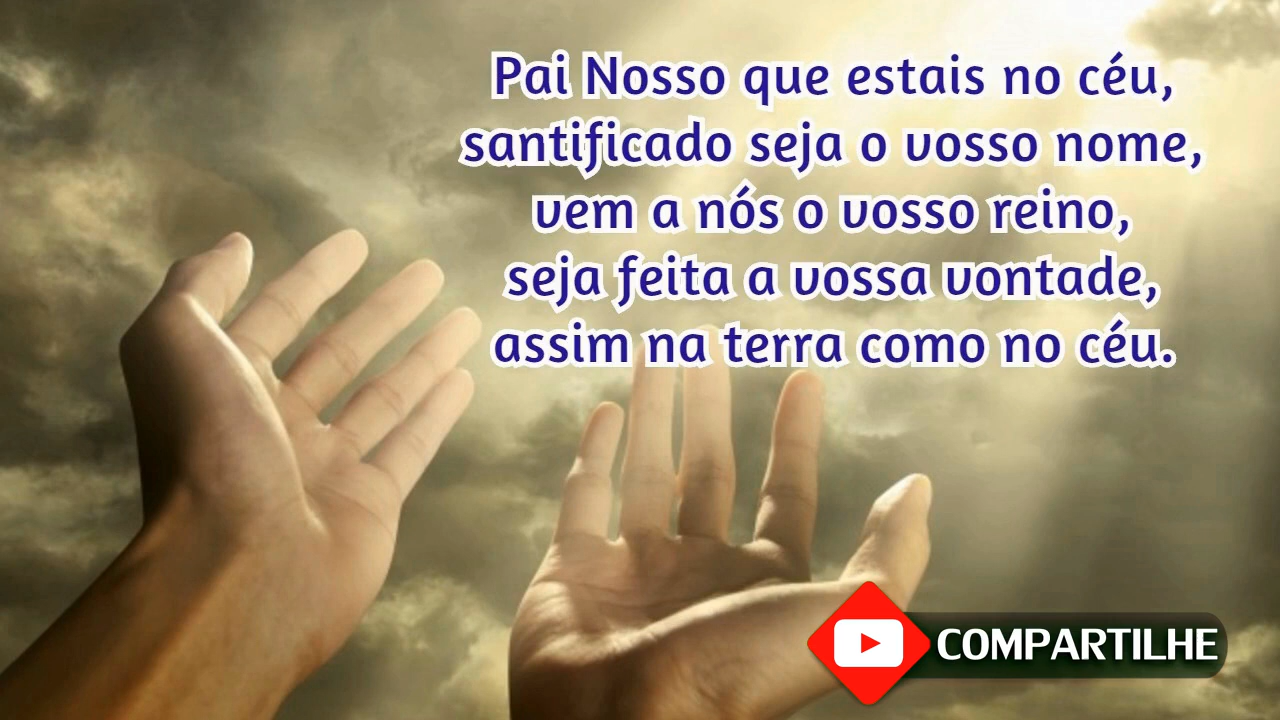 Pai Nosso que estais no céu,
santificado seja o vosso nome,
vem a nós o vosso reino,
seja feita a vossa vontade,
assim na terra como no céu.
COMPARTILHE